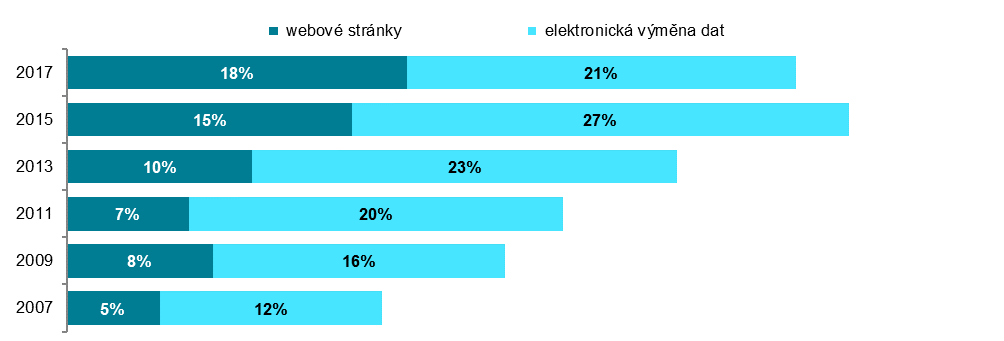 webové stránky elektronická výměna dat
2017 18% 21%
2015 15% 27%
2013 10% 23%
2011 7% 20%
2009 8% 16%
2007 5% 12%